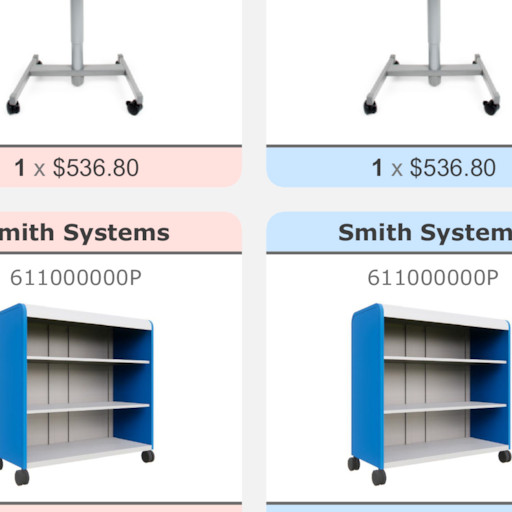 1 x $536.80
1 x $536.80
mith Systems
Smith System
611000000P
611000000P